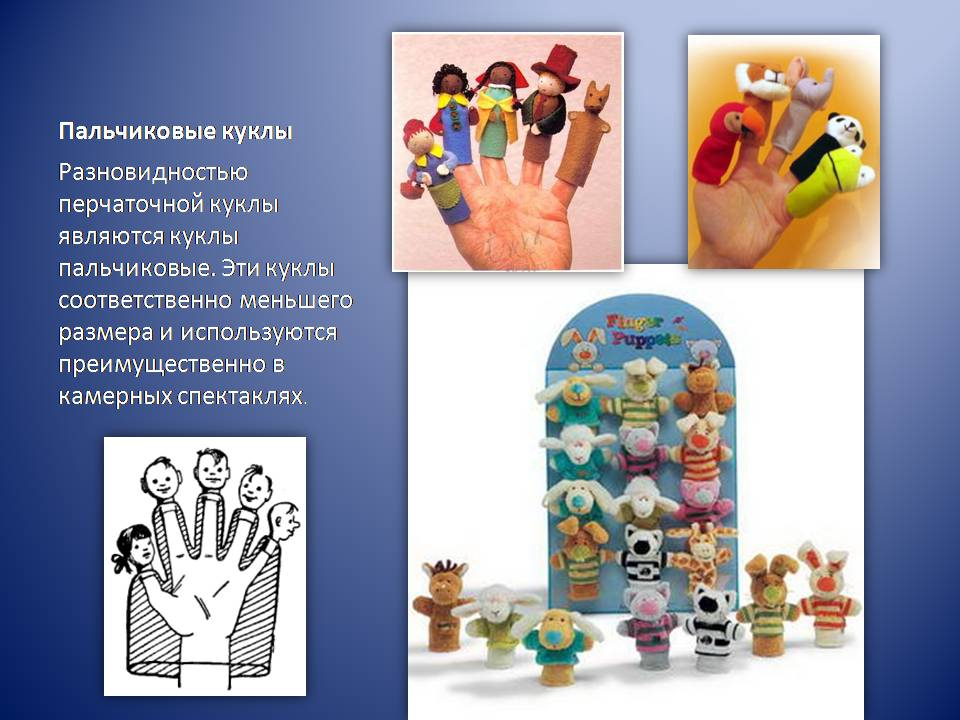 Пальчиковые куклы
Разновидностью
перчаточной куклы
являются куклы
пальчиковые. Эти куклы
соответственно меньшего
размера и используются
преимущественно в
камерных спектаклях.
Finger
Puppets